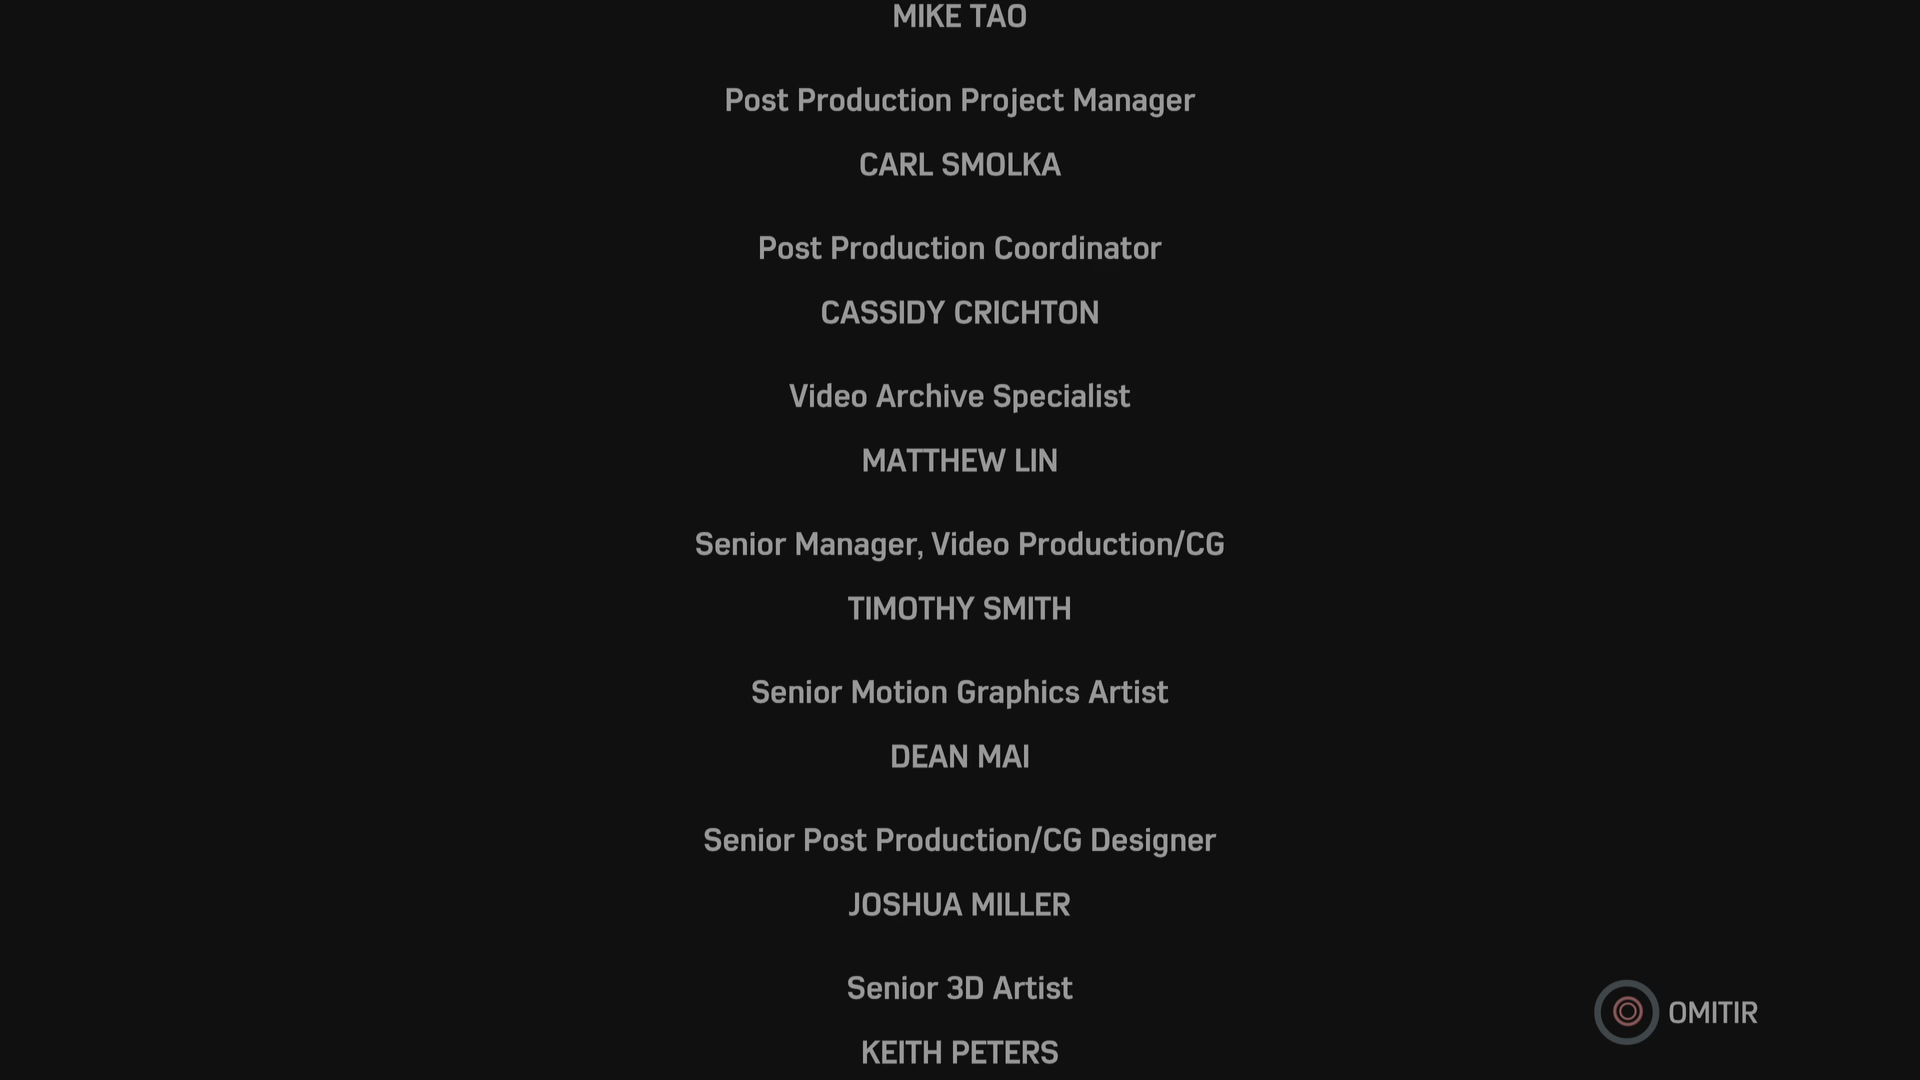 MIKE TAO
Post Production Project Manager
CARL SMOLKA
Post Production Coordinator
CASSIDY CRICHTON
Video Archive Specialist
MATTHEW LIN
Senior Manager, Video Production/CG
TIMOTHY SMITH
Senior Motion Graphics Artist
DEAN MAI
Senior Post Production/CG Designer
JOSHUA MILLER
Senior 3D Artist
KEITH PETERS
OMITIR